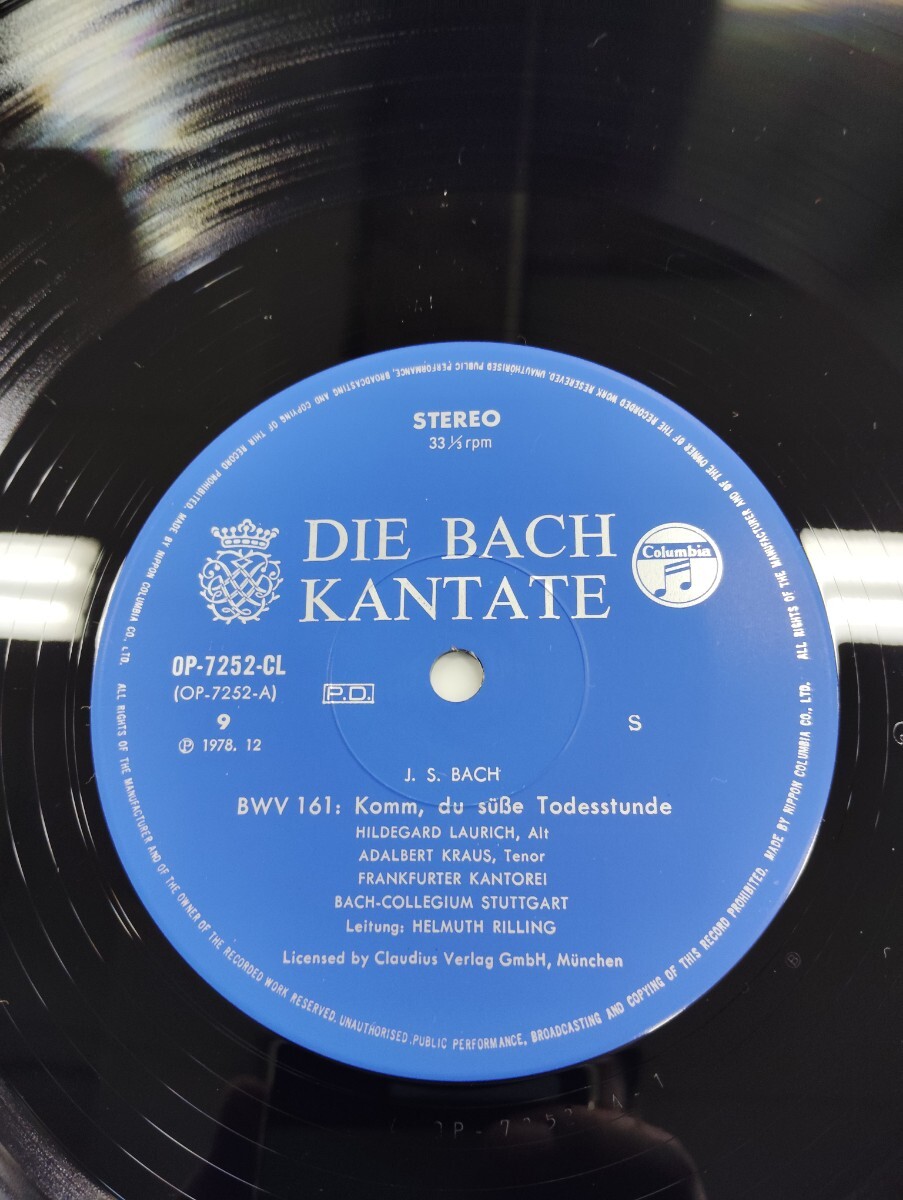 STEREO
33 1/3 rpm
DIE BACH
KANTATE
Columbia
OP-7252-CL
(OP-7252-A)
P.D.
9
S
Ⓟ 1978. 12
J. S. BACH
BWV 161: Komm, du süße Todesstunde
HILDEGARD LAURICH, Alt
ADALBERT KRAUS, Tenor
FRANKFURTER KANTOREI
BACH-COLLEGIUM STUTTGART
Leitung: HELMUTH RILLING
Licensed by Claudius Verlag GmbH, München
ALL RIGHTS OF THE MANUFACTURER AND OF THE OWNER OF THE RECORDED WORK RESERVED. UNAUTHORISED PUBLIC PERFORMANCE, BROADCASTING AND COPYING OF THIS RECORD PROHIBITED. MADE BY NIPPON COLUMBIA CO., LTD.
ALL RIGHTS OF THE MANUFACTURER AND OF THE OWNER OF THE RECORDED WORK RESEREVED. UNAUTHORISED PUBLIC PERFORMANCE, BROADCASTING AND COPYING OF THIR RECORD PROHIBITED. MADE BY NIPPON COLUMBIA CO., LTD.